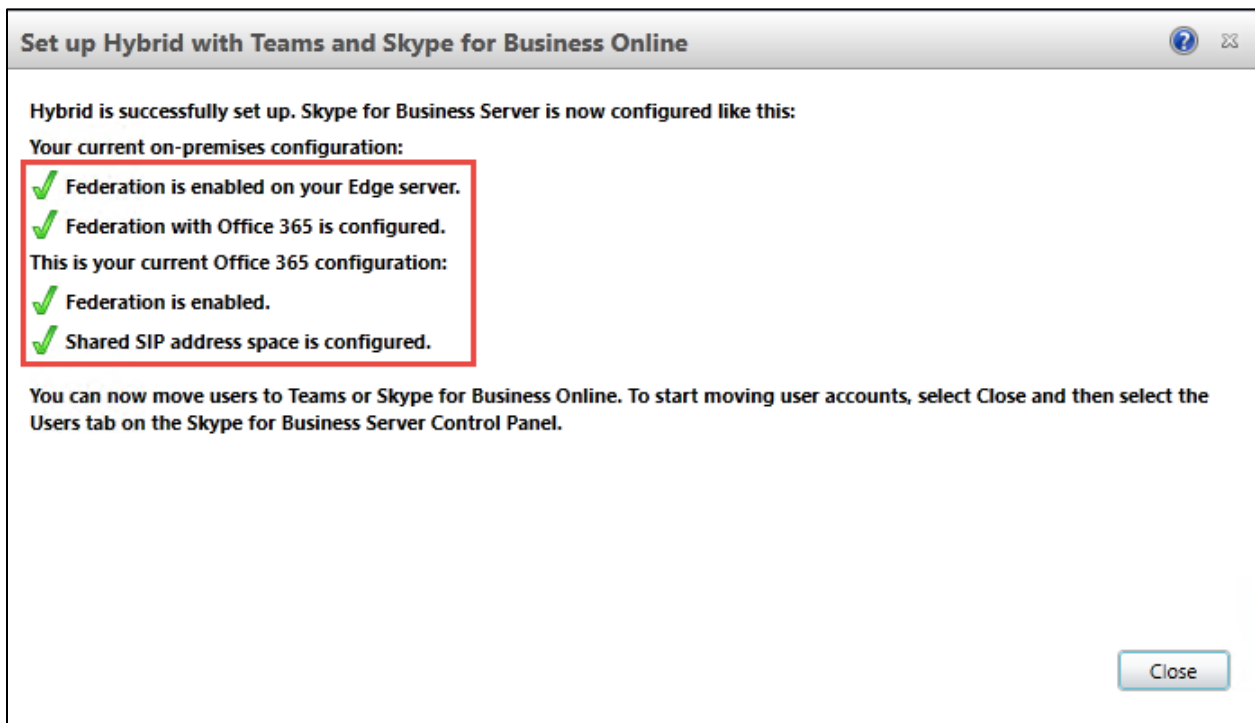 Set up Hybrid with Teams and Skype for Business Online
Hybrid is successfully set up. Skype for Business Server is now configured like this:
Your current on-premises configuration:
Federation is enabled on your Edge server.
Federation with Office 365 is configured.
This is your current Office 365 configuration:
Federation is enabled.
Shared SIP address space is configured.
You can now move users to Teams or Skype for Business Online. To start moving user accounts, select Close and then select the
Users tab on the Skype for Business Server Control Panel.
Close